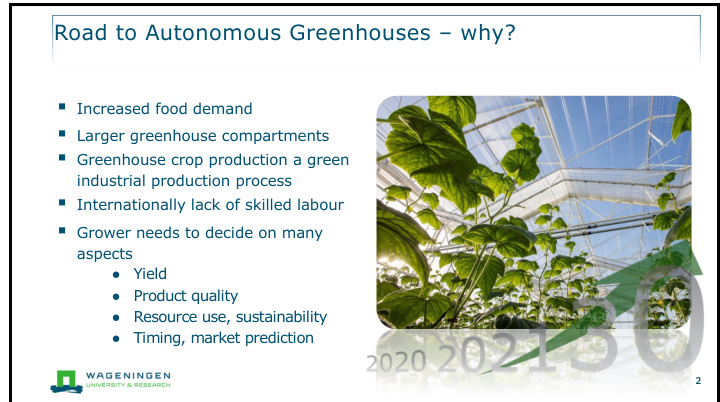 Road to Autonomous Greenhouses – why?
▪ Increased food demand
▪ Larger greenhouse compartments
▪ Greenhouse crop production a green
industrial production process
▪ Internationally lack of skilled labour
▪ Grower needs to decide on many
aspects
● Yield
● Product quality
● Resource use, sustainability
● Timing, market prediction
2020 2021 30
WAGENINGEN
UNIVERSITY & RESEARCH
2